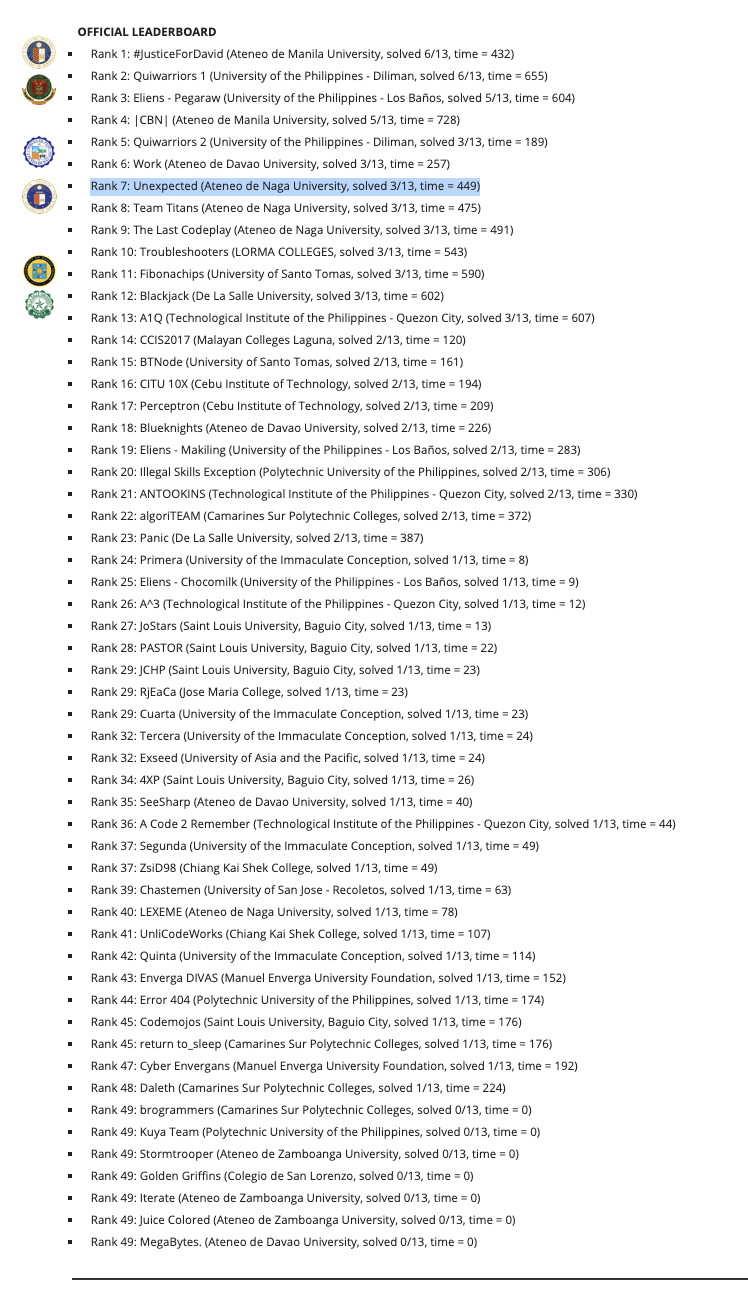 OFFICIAL LEADERBOARD
Rank 1: #JusticeForDavid (Ateneo de Manila University, solved 6/13, time = 432)
Rank 2: Quiwarriors 1 (University of the Philippines - Diliman, solved 6/13, time = 655)
Rank 3: Eliens - Pegaraw (University of the Philippines - Los Baños, solved 5/13, time = 604)
Rank 4: |CBN| (Ateneo de Manila University, solved 5/13, time = 728)
Rank 5: Quiwarriors 2 (University of the Philippines - Diliman, solved 3/13, time = 189)
Rank 6: Work (Ateneo de Davao University, solved 3/13, time = 257)
Rank 7: Unexpected (Ateneo de Naga University, solved 3/13, time = 449)
Rank 8: Team Titans (Ateneo de Naga University, solved 3/13, time = 475)
Rank 9: The Last Codeplay (Ateneo de Naga University, solved 3/13, time = 491)
Rank 10: Troubleshooters (LORMA COLLEGES, solved 3/13, time = 543)
Rank 11: Fibonachips (University of Santo Tomas, solved 3/13, time = 590)
Rank 12: Blackjack (De La Salle University, solved 3/13, time = 602)
Rank 13: A1Q (Technological Institute of the Philippines - Quezon City, solved 3/13, time = 607)
Rank 14: CCIS2017 (Malayan Colleges Laguna, solved 2/13, time = 120)
Rank 15: BTNode (University of Santo Tomas, solved 2/13, time = 161)
Rank 16: CITU 10X (Cebu Institute of Technology, solved 2/13, time = 194)
Rank 17: Perceptron (Cebu Institute of Technology, solved 2/13, time = 209)
Rank 18: Blueknights (Ateneo de Davao University, solved 2/13, time = 226)
Rank 19: Eliens - Makiling (University of the Philippines - Los Baños, solved 2/13, time = 283)
Rank 20: Illegal Skills Exception (Polytechnic University of the Philippines, solved 2/13, time = 306)
Rank 21: ANTOOKINS (Technological Institute of the Philippines - Quezon City, solved 2/13, time = 330)
Rank 22: algoriTEAM (Camarines Sur Polytechnic Colleges, solved 2/13, time = 372)
Rank 23: Panic (De La Salle University, solved 2/13, time = 387)
Rank 24: Primera (University of the Immaculate Conception, solved 1/13, time = 8)
Rank 25: Eliens - Chocomilk (University of the Philippines - Los Baños, solved 1/13, time = 9)
Rank 26: A^3 (Technological Institute of the Philippines - Quezon City, solved 1/13, time = 12)
Rank 27: JoStars (Saint Louis University, Baguio City, solved 1/13, time = 13)
Rank 28: PASTOR (Saint Louis University, Baguio City, solved 1/13, time = 22)
Rank 29: JCHP (Saint Louis University, Baguio City, solved 1/13, time = 23)
Rank 29: RjEaCa (Jose Maria College, solved 1/13, time = 23)
Rank 29: Cuarta (University of the Immaculate Conception, solved 1/13, time = 23)
Rank 32: Tercera (University of the Immaculate Conception, solved 1/13, time = 24)
Rank 32: Exseed (University of Asia and the Pacific, solved 1/13, time = 24)
Rank 34: 4XP (Saint Louis University, Baguio City, solved 1/13, time = 26)
Rank 35: SeeSharp (Ateneo de Davao University, solved 1/13, time = 40)
Rank 36: A Code 2 Remember (Technological Institute of the Philippines - Quezon City, solved 1/13, time = 44)
Rank 37: Segunda (University of the Immaculate Conception, solved 1/13, time = 49)
Rank 37: ZsiD98 (Chiang Kai Shek College, solved 1/13, time = 49)
Rank 39: Chastemen (University of San Jose - Recoletos, solved 1/13, time = 63)
Rank 40: LEXEME (Ateneo de Naga University, solved 1/13, time = 78)
Rank 41: UnliCodeWorks (Chiang Kai Shek College, solved 1/13, time = 107)
Rank 42: Quinta (University of the Immaculate Conception, solved 1/13, time = 114)
Rank 43: Enverga DIVAS (Manuel Enverga University Foundation, solved 1/13, time = 152)
Rank 44: Error 404 (Polytechnic University of the Philippines, solved 1/13, time = 174)
Rank 45: Codemojos (Saint Louis University, Baguio City, solved 1/13, time = 176)
Rank 45: return to_sleep (Camarines Sur Polytechnic Colleges, solved 1/13, time = 176)
Rank 47: Cyber Envergans (Manuel Enverga University Foundation, solved 1/13, time = 192)
Rank 48: Daleth (Camarines Sur Polytechnic Colleges, solved 1/13, time = 224)
Rank 49: brogrammers (Camarines Sur Polytechnic Colleges, solved 0/13, time = 0)
Rank 49: Kuya Team (Polytechnic University of the Philippines, solved 0/13, time = 0)
Rank 49: Stormtrooper (Ateneo de Zamboanga University, solved 0/13, time = 0)
Rank 49: Golden Griffins (Colegio de San Lorenzo, solved 0/13, time = 0)
Rank 49: Iterate (Ateneo de Zamboanga University, solved 0/13, time = 0)
Rank 49: Juice Colored (Ateneo de Zamboanga University, solved 0/13, time = 0)
Rank 49: MegaBytes. (Ateneo de Davao University, solved 0/13, time = 0)